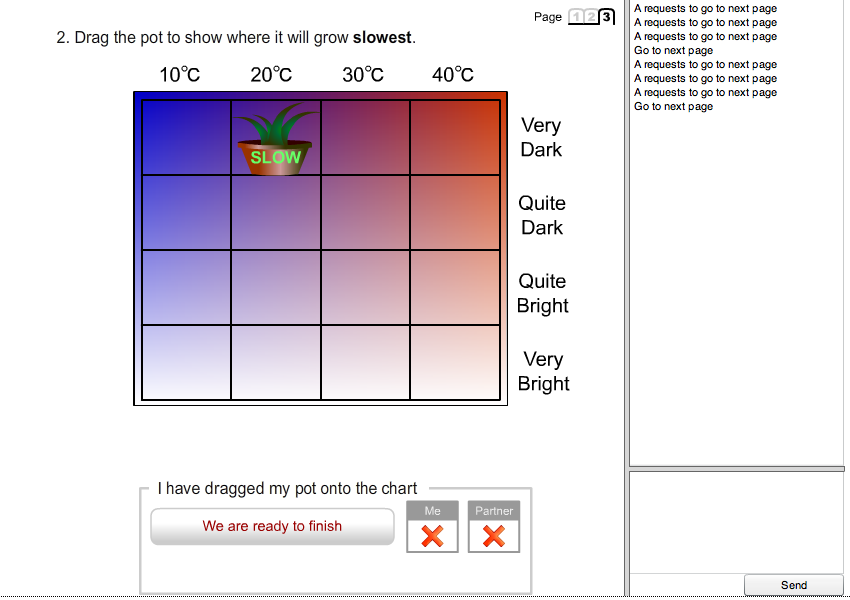 Page 1 2 3
2. Drag the pot to show where it will grow slowest.
10°C 20°C 30°C 40°C
Very
Dark
SLOW
Quite
Dark
Quite
Bright
Very
Bright
I have dragged my pot onto the chart
We are ready to finish
Me
Partner
A requests to go to next page
A requests to go to next page
A requests to go to next page
Go to next page
A requests to go to next page
A requests to go to next page
A requests to go to next page
Go to next page
Send